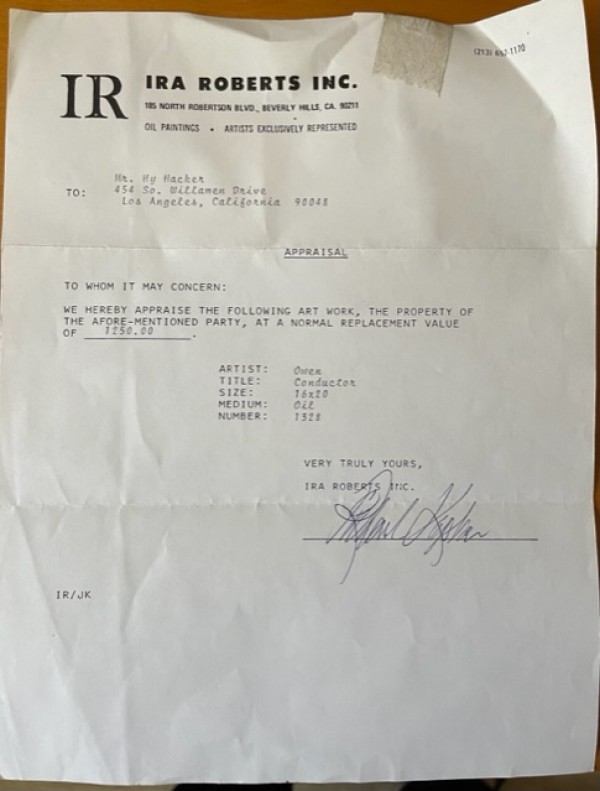 (213) 657-1170
IR IRA ROBERTS INC.
185 NORTH ROBERTSON BLVD., BEVERLY HILLS, CA. 90211
OIL PAINTINGS • ARTISTS EXCLUSIVELY REPRESENTED
Mr. Hy Hacker
TO: 454 So. Willamen Drive
Los Angeles, California 90048
APPRAISAL
TO WHOM IT MAY CONCERN:
WE HEREBY APPRAISE THE FOLLOWING ART WORK, THE PROPERTY OF
THE AFORE-MENTIONED PARTY, AT A NORMAL REPLACEMENT VALUE
OF 1250.00.
ARTIST: Owen
TITLE: Conductor
SIZE: 16x20
MEDIUM: Oil
NUMBER: 1328
VERY TRULY YOURS,
IRA ROBERTS INC.
IR/JK